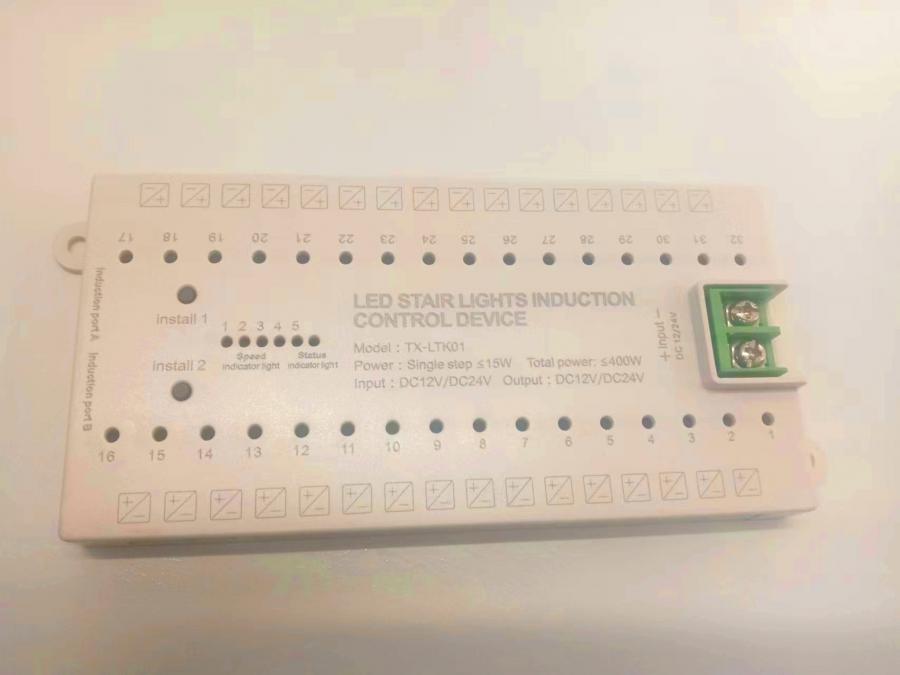 17 18 19 20 21 22 23 24 25 26 27 28 29 30 31 32
Induction port A
Induction port B
install 1
install 2
1 2 3 4 5
Speed
indicator light
Status
indicator light
LED STAIR LIGHTS INDUCTION
CONTROL DEVICE
Model : TX-LTK01
Power : Single step ≤15W Total power: ≤400W
Input : DC12V/DC24V Output : DC12V/DC24V
+ Input −
DC 12/24V
16 15 14 13 12 11 10 9 8 7 6 5 4 3 2 1